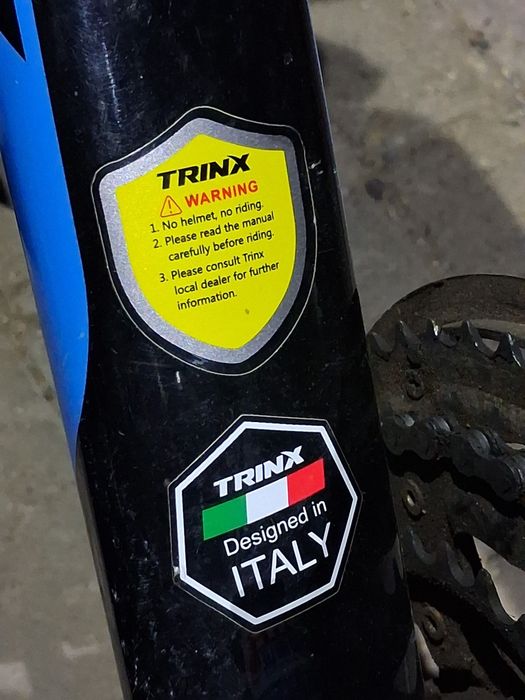 TRINX
WARNING
1. No helmet, no riding.
2. Please read the manual
carefully before riding.
3. Please consult Trinx
local dealer for further
information.
TRINX
Designed in
ITALY